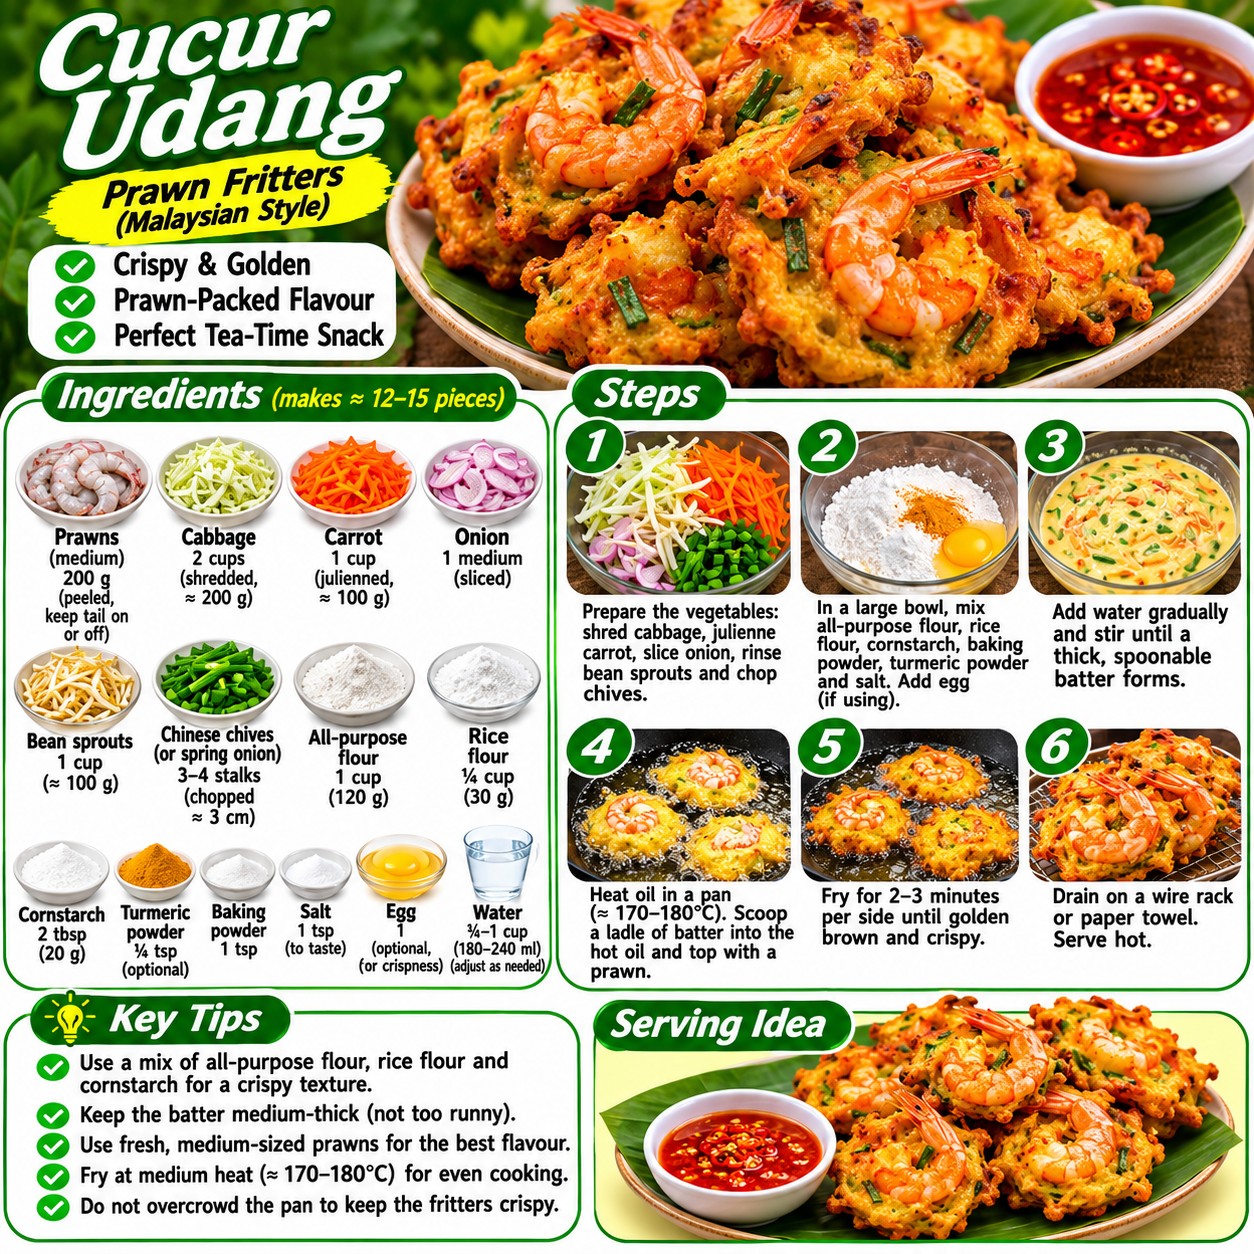 Cucur
Udang
Prawn Fritters
(Malaysian Style)
Crispy & Golden
Prawn-Packed Flavour
Perfect Tea-Time Snack
Ingredients (makes ≈ 12–15 pieces)
Prawns
(medium)
200 g
(peeled,
keep tail on
or off)
Cabbage
2 cups
(shredded,
≈ 200 g)
Carrot
1 cup
(julienned,
≈ 100 g)
Onion
1 medium
(sliced)
Bean sprouts
1 cup
(≈ 100 g)
Chinese chives
(or spring onion)
3–4 stalks
(chopped
≈ 3 cm)
All-purpose
flour
1 cup
(120 g)
Rice
flour
¼ cup
(30 g)
Cornstarch
2 tbsp
(20 g)
Turmeric
powder
¼ tsp
(optional)
Baking
powder
1 tsp
Salt
1 tsp
(to taste)
Egg
1
(optional,
(or crispness)
Water
¾–1 cup
(180–240 ml)
(adjust as needed)
Steps
1
Prepare the vegetables:
shred cabbage, julienne
carrot, slice onion, rinse
bean sprouts and chop
chives.
2
In a large bowl, mix
all-purpose flour, rice
flour, cornstarch, baking
powder, turmeric powder
and salt. Add egg
(if using).
3
Add water gradually
and stir until a
thick, spoonable
batter forms.
4
Heat oil in a pan
(≈ 170–180°C). Scoop
a ladle of batter into the
hot oil and top with a
prawn.
5
Fry for 2–3 minutes
per side until golden
brown and crispy.
6
Drain on a wire rack
or paper towel.
Serve hot.
Key Tips
Use a mix of all-purpose flour, rice flour and
cornstarch for a crispy texture.
Keep the batter medium-thick (not too runny).
Use fresh, medium-sized prawns for the best flavour.
Fry at medium heat (≈ 170–180°C) for even cooking.
Do not overcrowd the pan to keep the fritters crispy.
Serving Idea